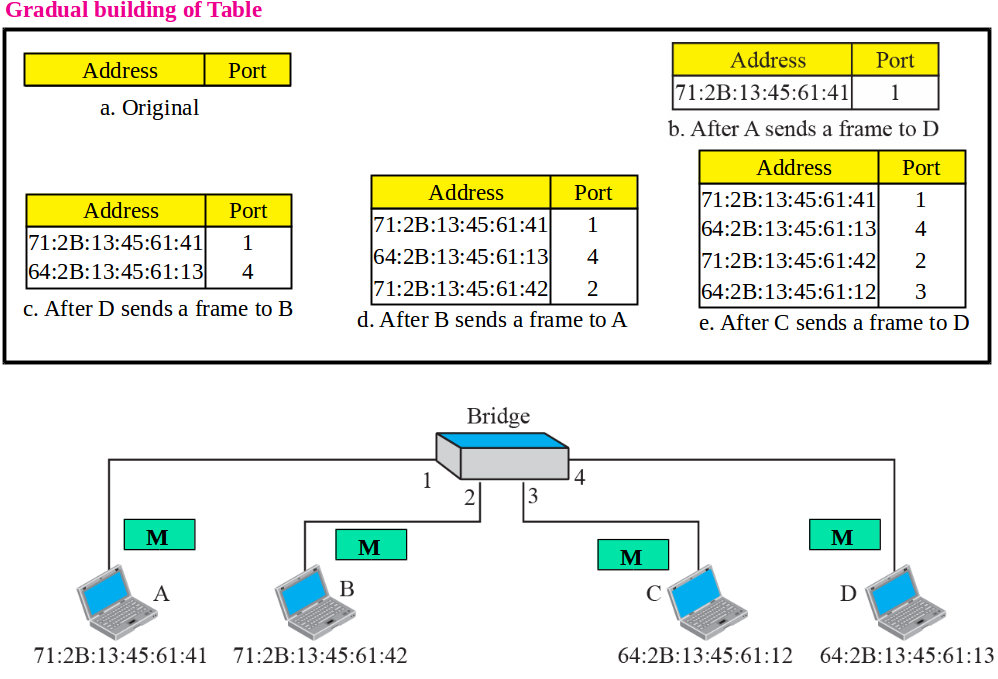 Gradual building of Table
Address Port
a. Original
Address Port
71:2B:13:45:61:41 1
b. After A sends a frame to D
Address Port
71:2B:13:45:61:41 1
64:2B:13:45:61:13 4
c. After D sends a frame to B
Address Port
71:2B:13:45:61:41 1
64:2B:13:45:61:13 4
71:2B:13:45:61:42 2
d. After B sends a frame to A
Address Port
71:2B:13:45:61:41 1
64:2B:13:45:61:13 4
71:2B:13:45:61:42 2
64:2B:13:45:61:12 3
e. After C sends a frame to D
Bridge
1 2 3 4
M M M M
A B C D
71:2B:13:45:61:41 71:2B:13:45:61:42 64:2B:13:45:61:12 64:2B:13:45:61:13